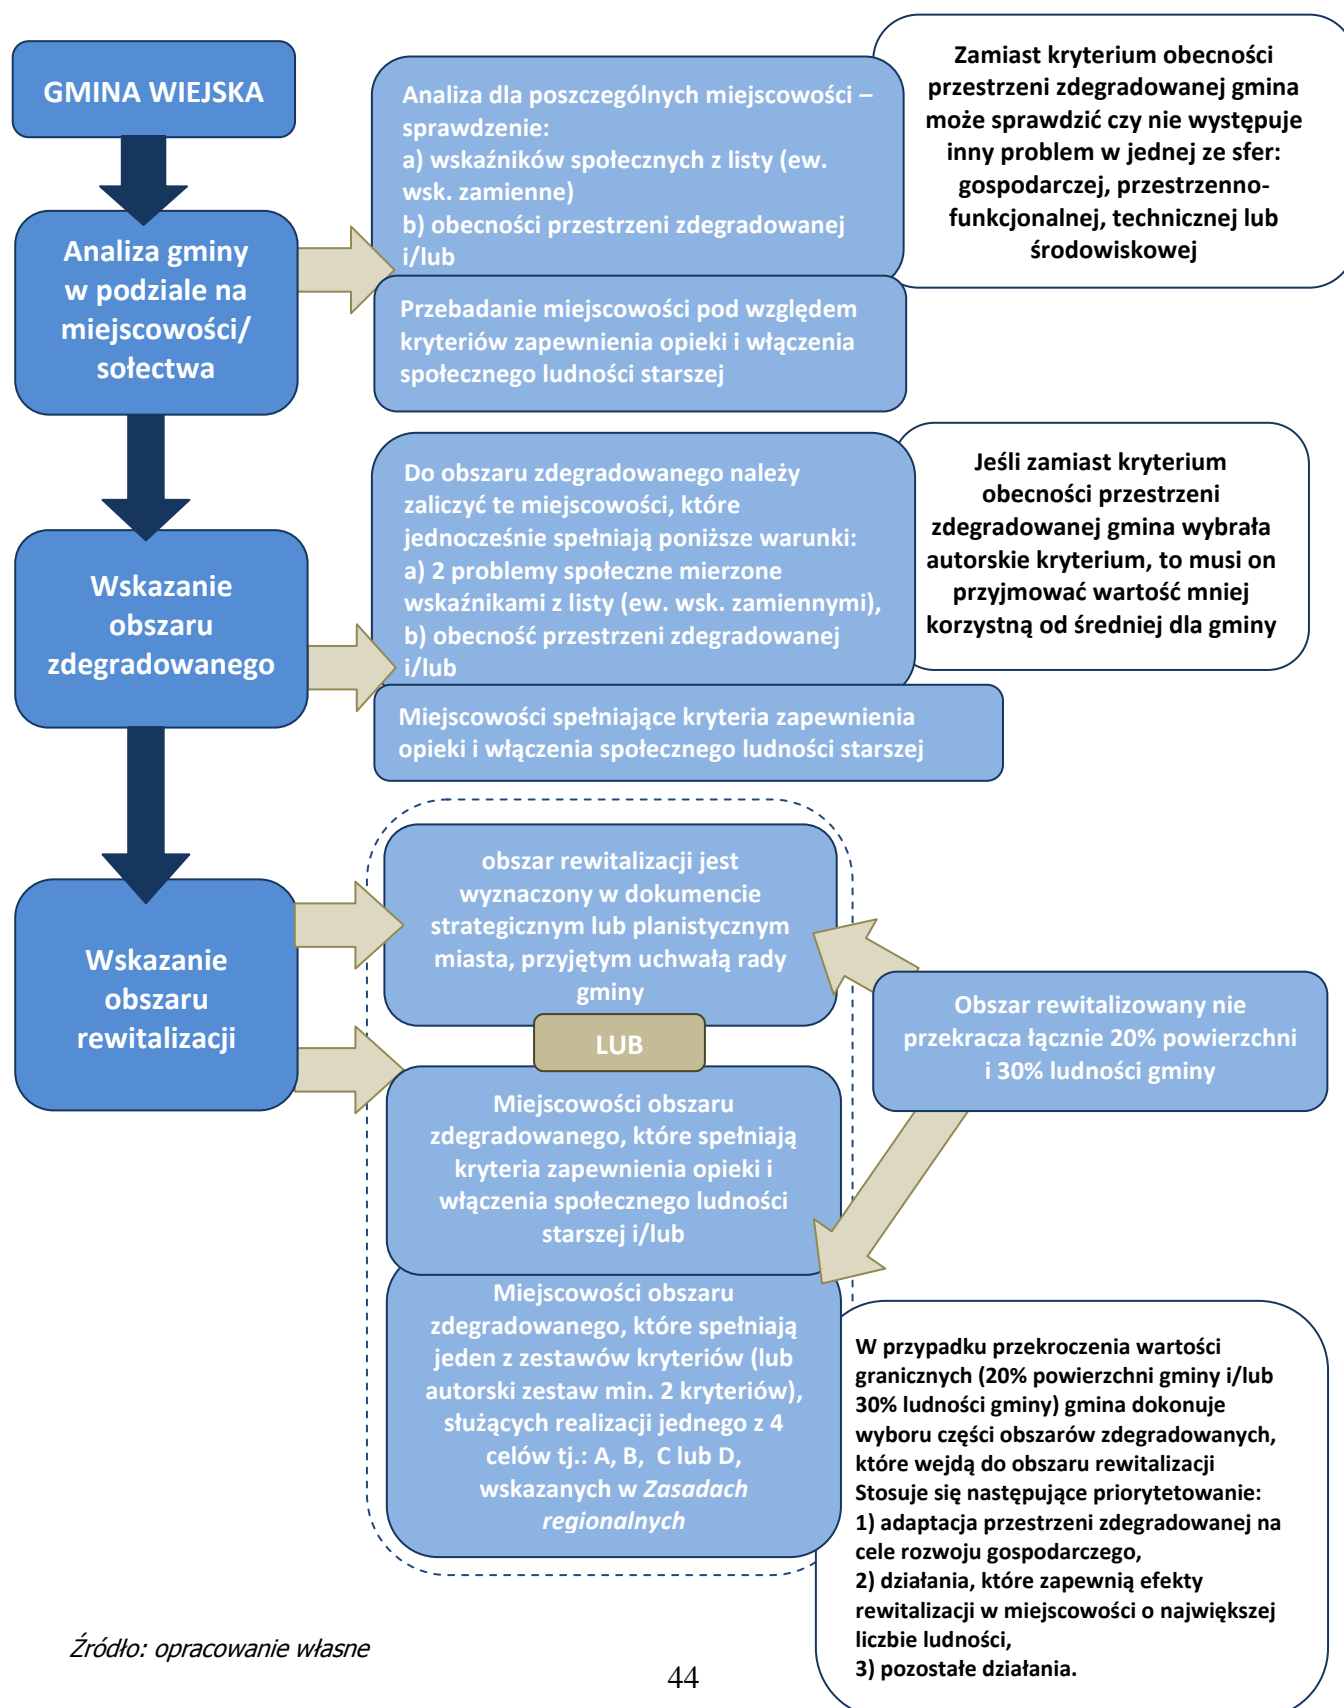 GMINA WIEJSKA
Analiza dla poszczególnych miejscowości –
sprawdzenie:
a) wskaźników społecznych z listy (ew.
wsk. zamienne)
b) obecności przestrzeni zdegradowanej
i/lub
Zamiast kryterium obecności
przestrzeni zdegradowanej gmina
może sprawdzić czy nie występuje
inny problem w jednej ze sfer:
gospodarczej, przestrzenno-
funkcjonalnej, technicznej lub
środowiskowej
Analiza gminy
w podziale na
miejscowości/
sołectwa
Przebadanie miejscowości pod względem
kryteriów zapewnienia opieki i włączenia
społecznego ludności starszej
Do obszaru zdegradowanego należy
zaliczyć te miejscowości, które
jednocześnie spełniają poniższe warunki:
a) 2 problemy społeczne mierzone
wskaźnikami z listy (ew. wsk. zamiennymi),
b) obecność przestrzeni zdegradowanej
i/lub
Jeśli zamiast kryterium
obecności przestrzeni
zdegradowanej gmina wybrała
autorskie kryterium, to musi on
przyjmować wartość mniej
korzystną od średniej dla gminy
Wskazanie
obszaru
zdegradowanego
Miejscowości spełniające kryteria zapewnienia
opieki i włączenia społecznego ludności starszej
obszar rewitalizacji jest
wyznaczony w dokumencie
strategicznym lub planistycznym
miasta, przyjętym uchwałą rady
gminy
Wskazanie
obszaru
rewitalizacji
Obszar rewitalizowany nie
przekracza łącznie 20% powierzchni
i 30% ludności gminy
LUB
Miejscowości obszaru
zdegradowanego, które spełniają
kryteria zapewnienia opieki i
włączenia społecznego ludności
starszej i/lub
Miejscowości obszaru
zdegradowanego, które spełniają
jeden z zestawów kryteriów (lub
autorski zestaw min. 2 kryteriów),
służących realizacji jednego z 4
celów tj.: A, B, C lub D,
wskazanych w Zasadach
regionalnych
W przypadku przekroczenia wartości
granicznych (20% powierzchni gminy i/lub
30% ludności gminy) gmina dokonuje
wyboru części obszarów zdegradowanych,
które wejdą do obszaru rewitalizacji
Stosuje się następujące priorytetowanie:
1) adaptacja przestrzeni zdegradowanej na
cele rozwoju gospodarczego,
2) działania, które zapewnią efekty
rewitalizacji w miejscowości o największej
liczbie ludności,
3) pozostałe działania.
Źródło: opracowanie własne
44